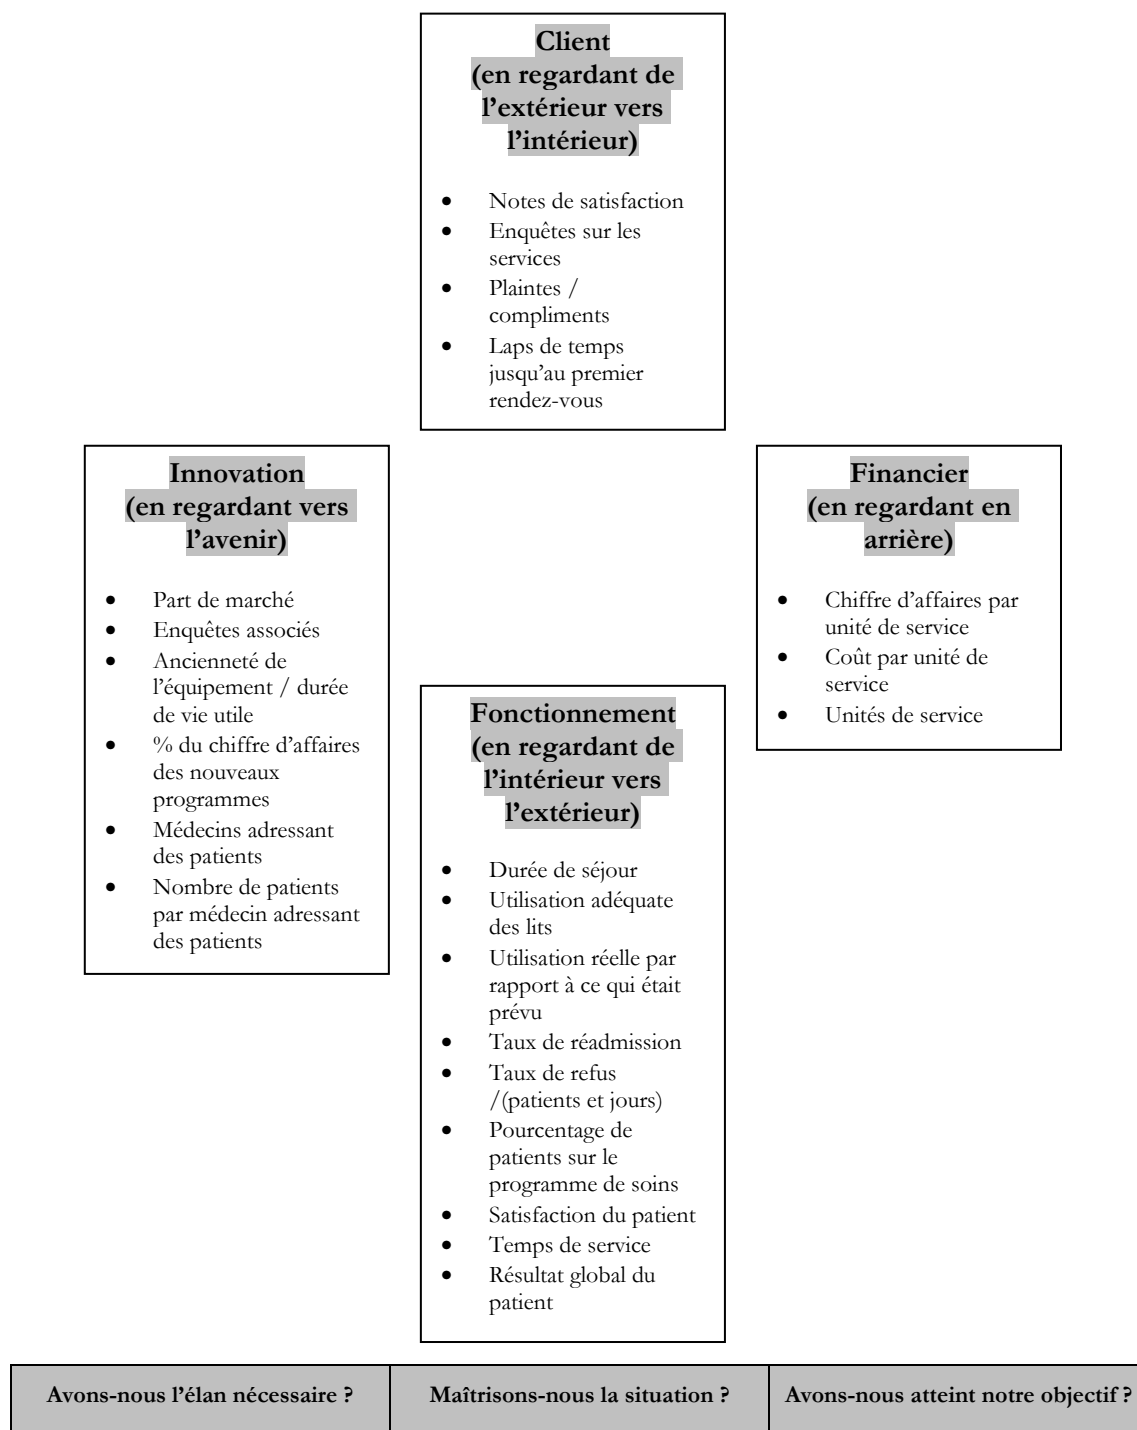 Client
(en regardant de
l’extérieur vers
l’intérieur)
• Notes de satisfaction
• Enquêtes sur les
services
• Plaintes /
compliments
• Laps de temps
jusqu’au premier
rendez-vous
Innovation
(en regardant vers
l’avenir)
• Part de marché
• Enquêtes associés
• Ancienneté de
l’équipement / durée
de vie utile
• % du chiffre d’affaires
des nouveaux
programmes
• Médecins adressant
des patients
• Nombre de patients
par médecin adressant
des patients
Financier
(en regardant en
arrière)
• Chiffre d’affaires par
unité de service
• Coût par unité de
service
• Unités de service
Fonctionnement
(en regardant de
l’intérieur vers
l’extérieur)
• Durée de séjour
• Utilisation adéquate
des lits
• Utilisation réelle par
rapport à ce qui était
prévu
• Taux de réadmission
• Taux de refus
/(patients et jours)
• Pourcentage de
patients sur le
programme de soins
• Satisfaction du patient
• Temps de service
• Résultat global du
patient
Avons-nous l’élan nécessaire ?
Maîtrisons-nous la situation ?
Avons-nous atteint notre objectif ?